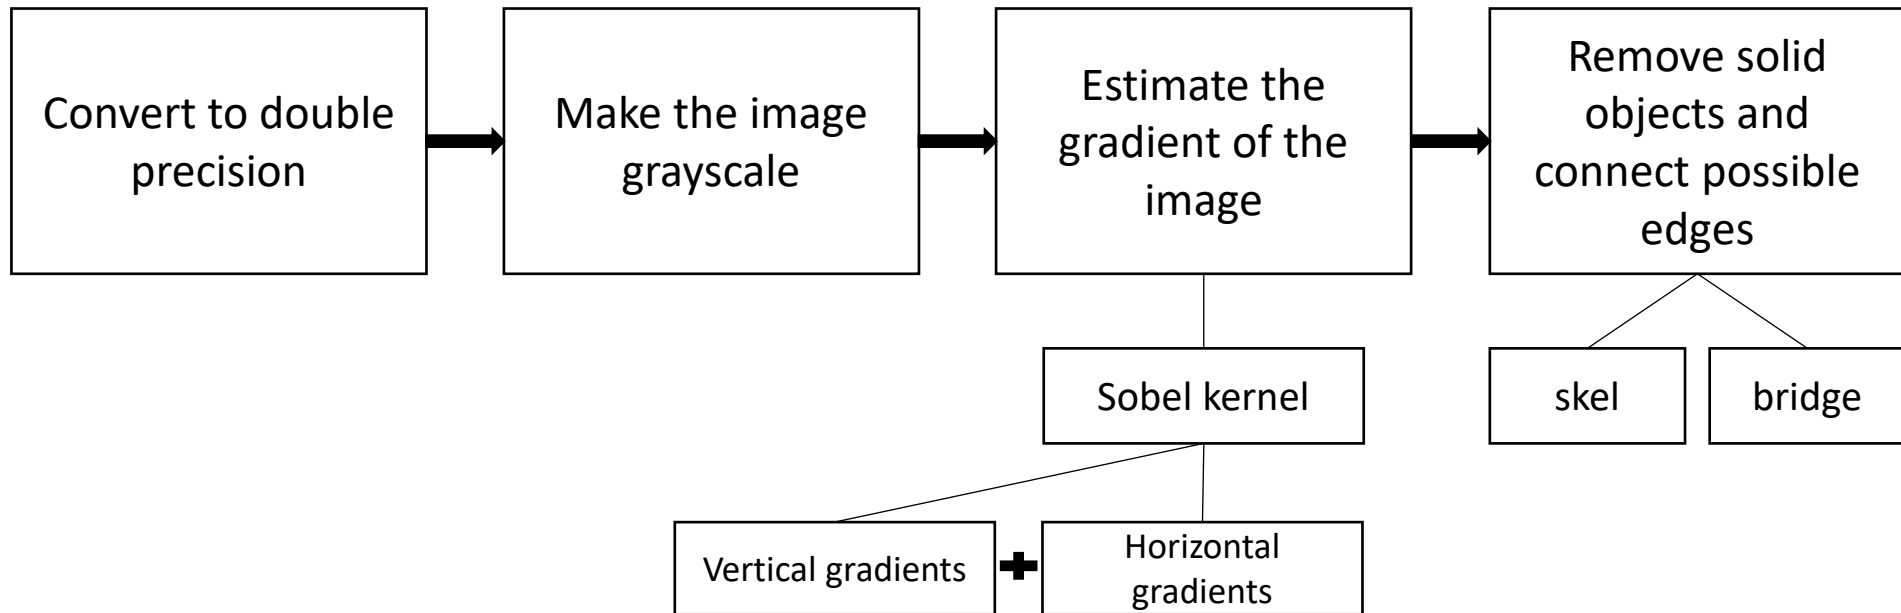 Convert to double
precision
Make the image
grayscale
Estimate the
gradient of the
image
Remove solid
objects and
connect possible
edges
Sobel kernel
skel
bridge
Vertical gradients
Horizontal
gradients